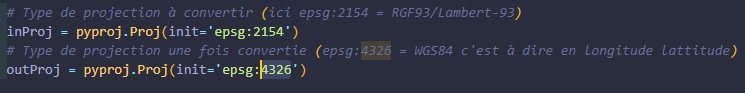 # Type de projection à convertir (ici epsg:2154 = RGF93/Lambert-93)
inProj = pyproj.Proj(init='epsg:2154')
# Type de projection une fois convertie (epsg:4326 = WGS84 c'est à dire en longitude lattitude)
outProj = pyproj.Proj(init='epsg:4326')